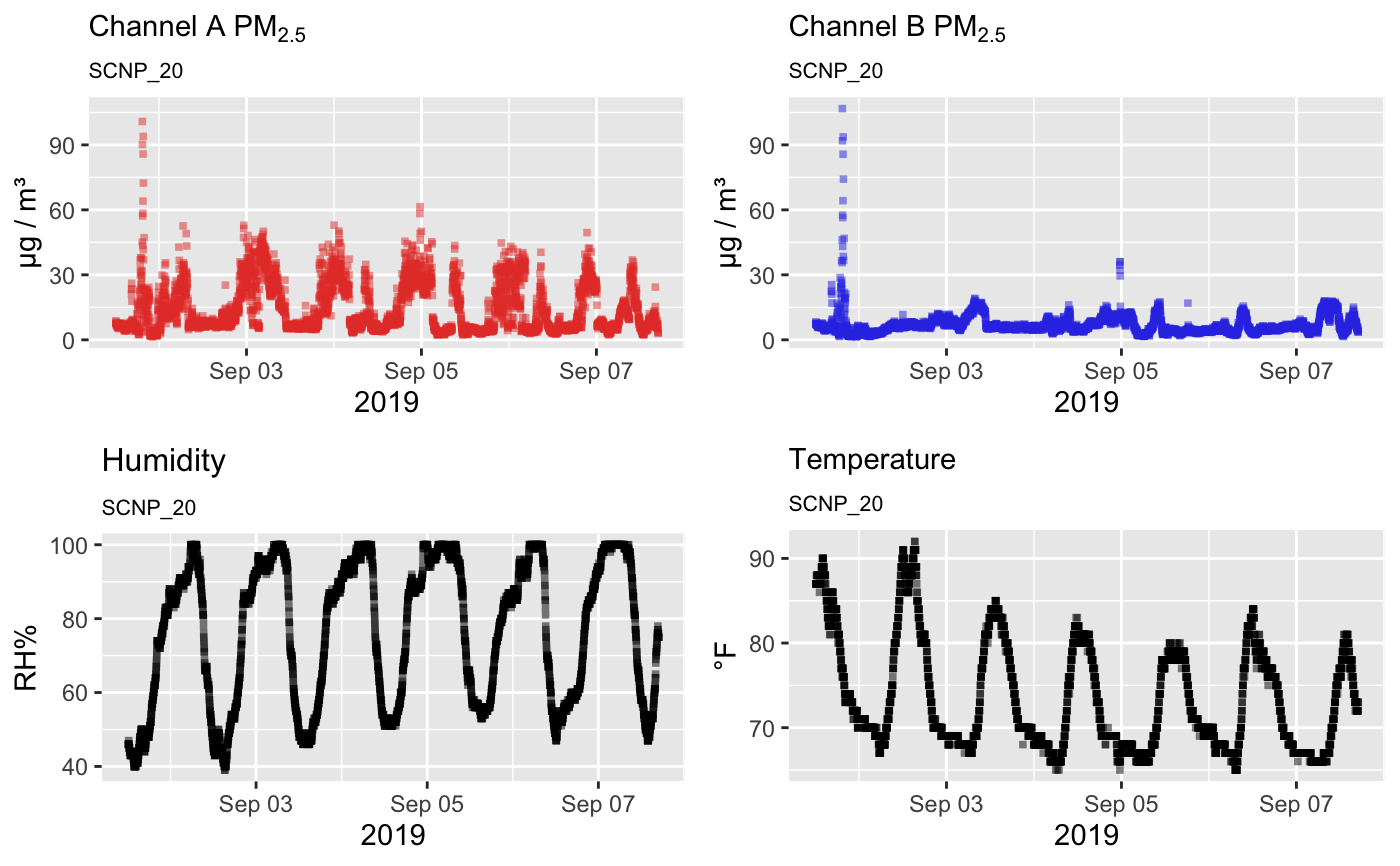 Channel A PM2.5
SCNP_20
µg / m³
90
60
30
0
Sep 03 Sep 05 Sep 07
2019
Channel B PM2.5
SCNP_20
µg / m³
90
60
30
0
Sep 03 Sep 05 Sep 07
2019
Humidity
SCNP_20
RH%
100
80
60
40
Sep 03 Sep 05 Sep 07
2019
Temperature
SCNP_20
°F
90
80
70
Sep 03 Sep 05 Sep 07
2019